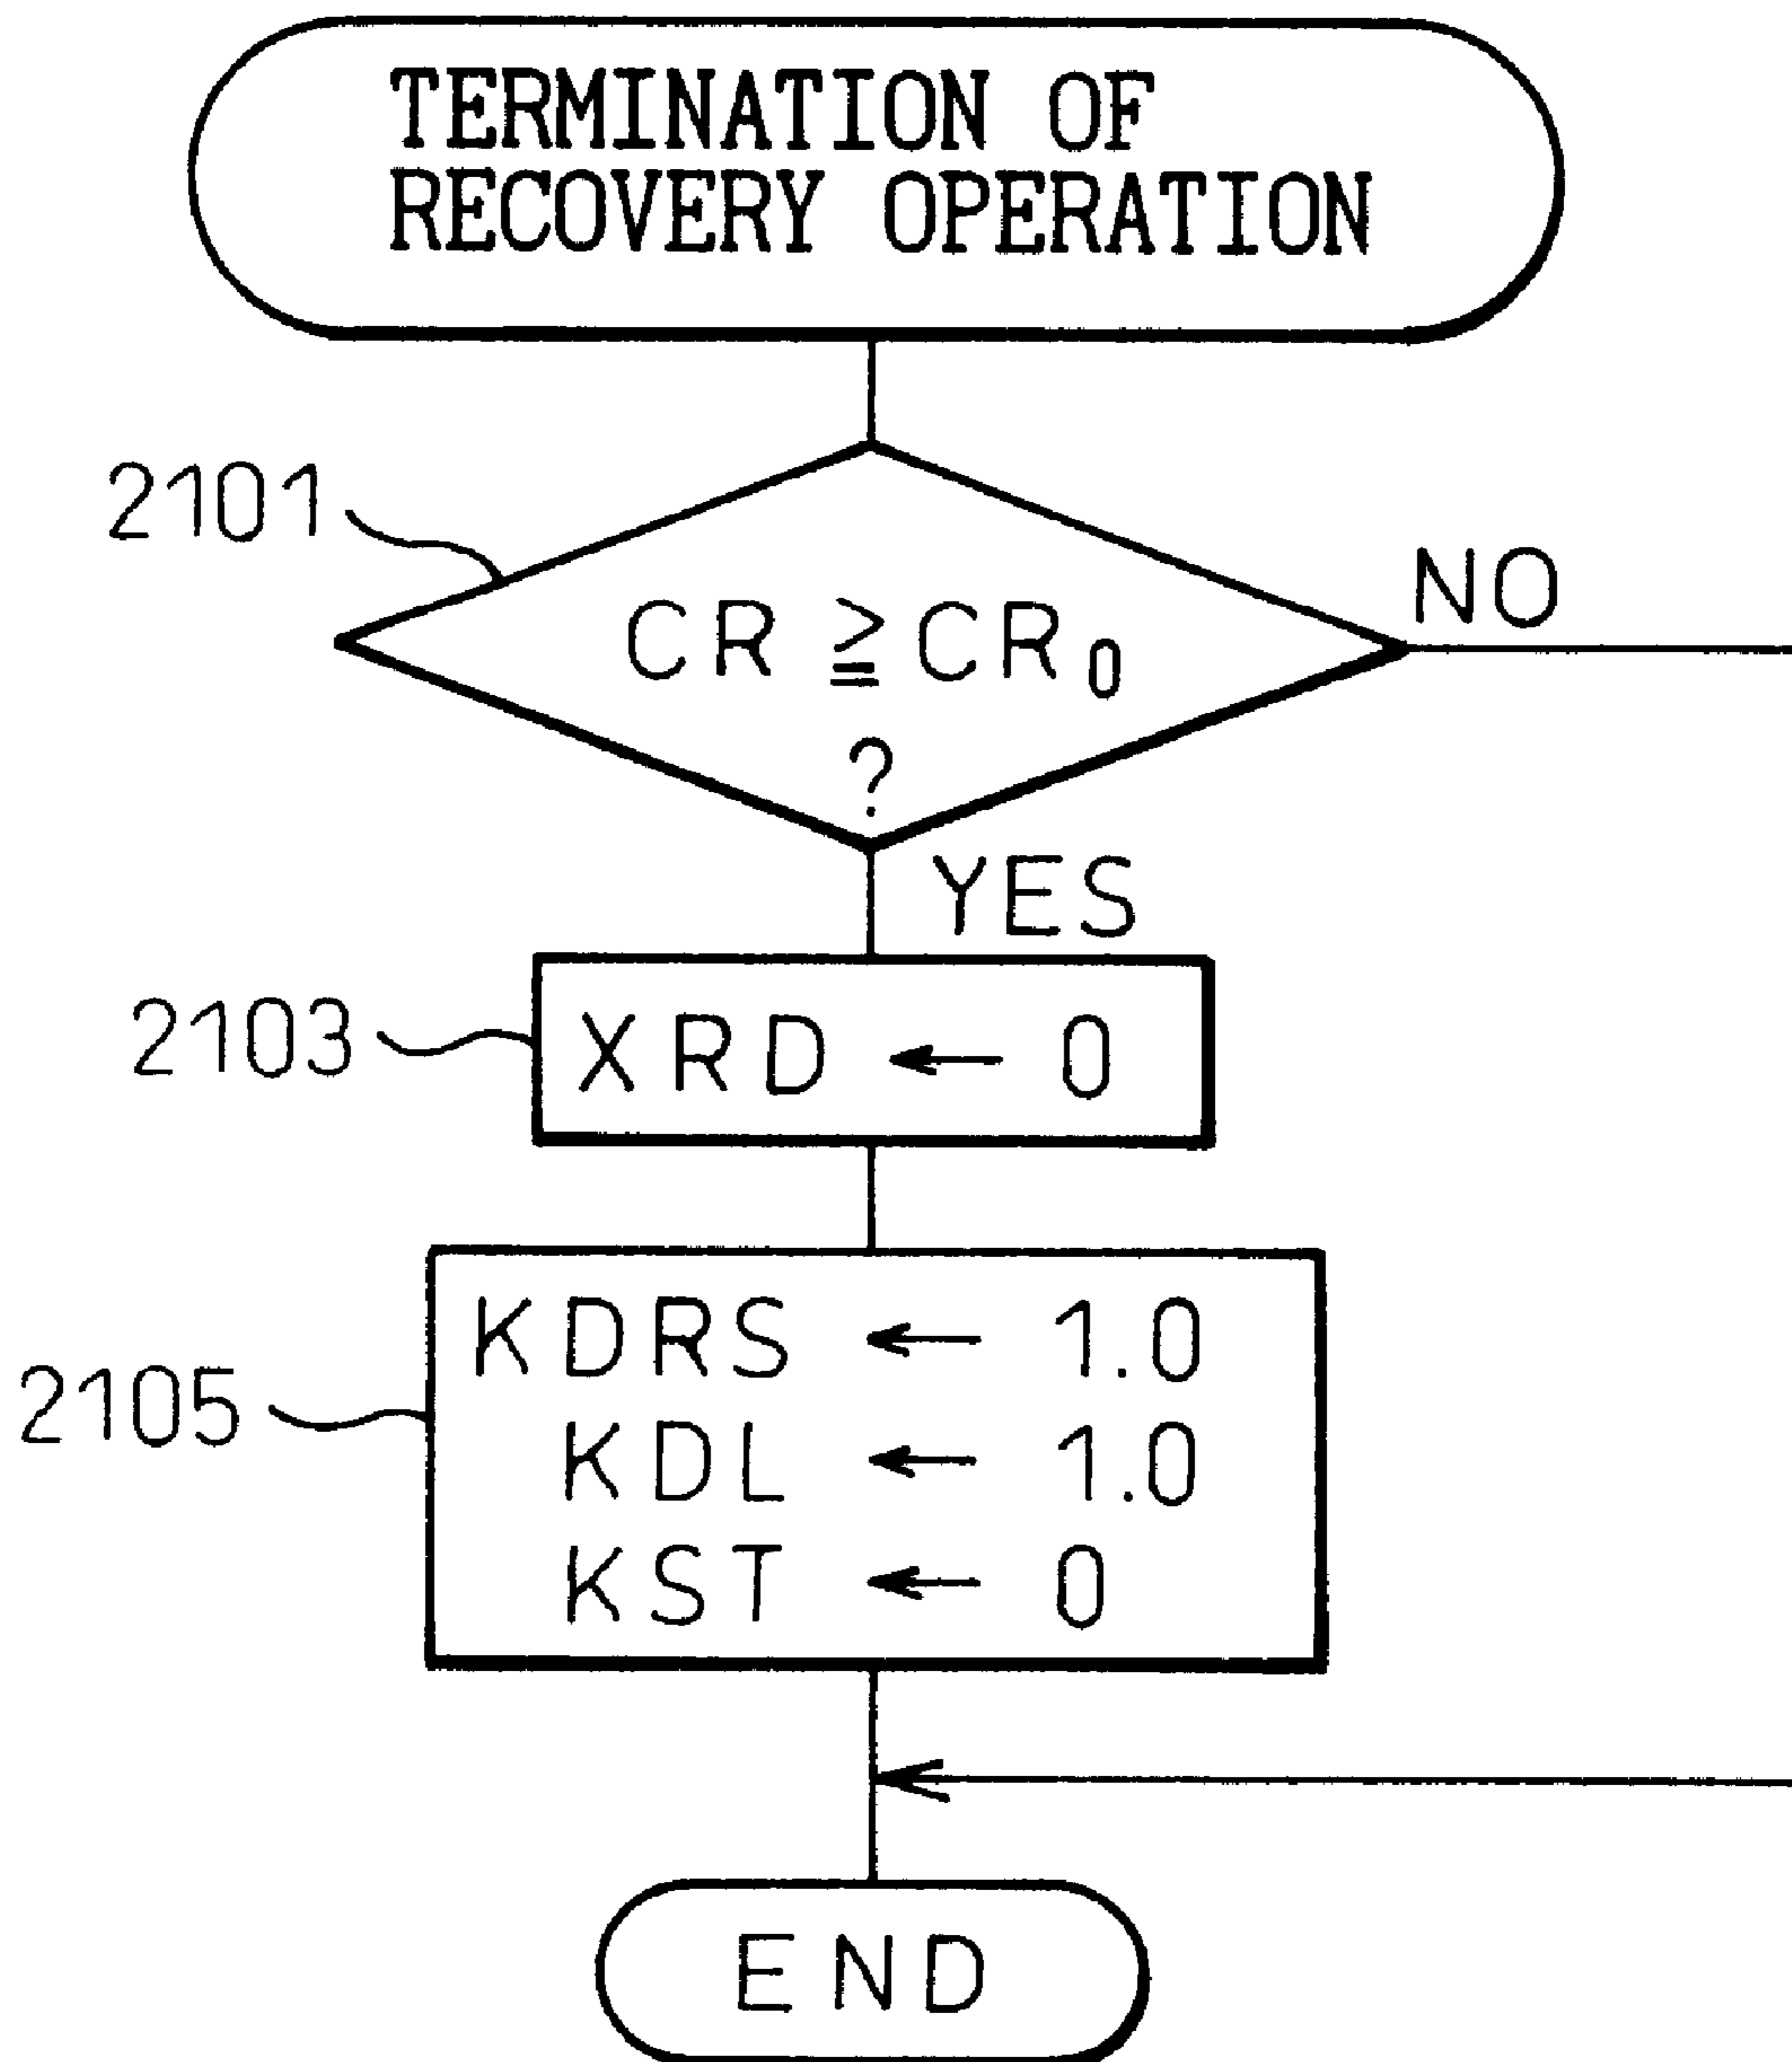 TERMINATION OF
RECOVERY OPERATION
2101
CR ≧ CR₀
?
NO
YES
2103
XRD ← 0
2105
KDRS ← 1.0
KDL ← 1.0
KST ← 0
END